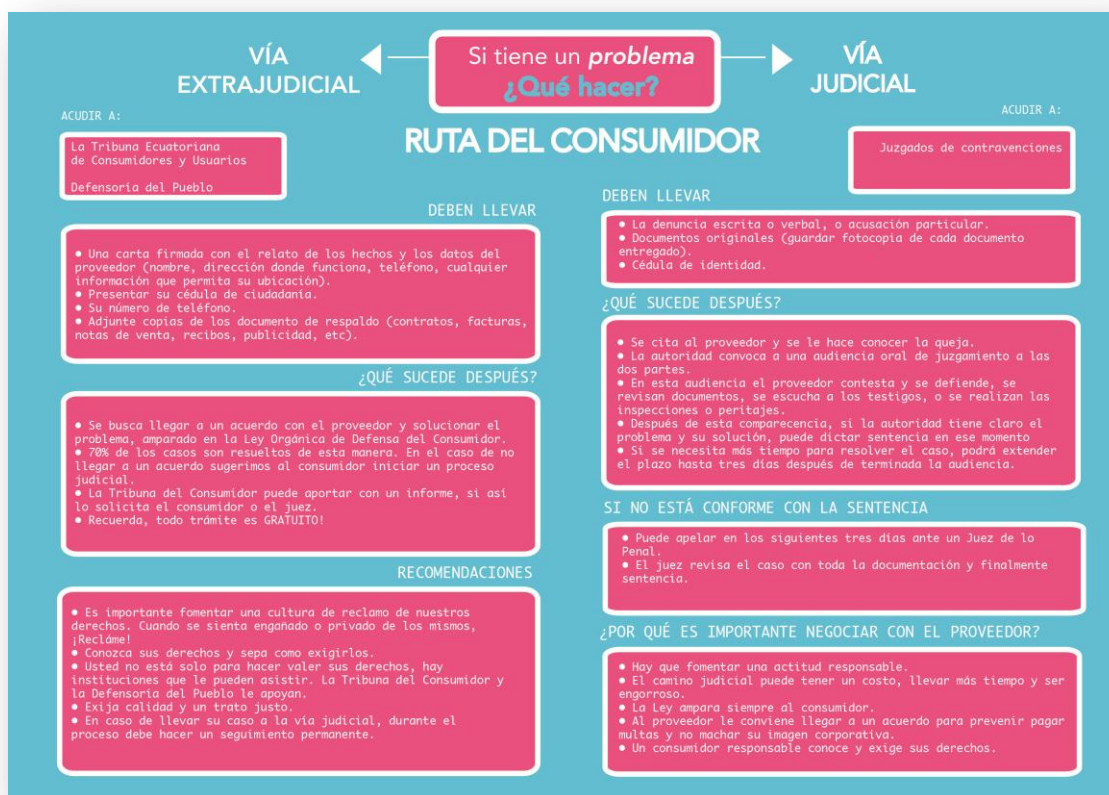 Si tiene un problema
¿Qué hacer?
RUTA DEL CONSUMIDOR
VÍA
EXTRAJUDICIAL
ACUDIR A:
La Tribuna Ecuatoriana
de Consumidores y Usuarios
Defensoría del Pueblo
DEBEN LLEVAR
● Una carta firmada con el relato de los hechos y los datos del
proveedor (nombre, dirección donde funciona, teléfono, cualquier
información que permita su ubicación).
● Presentar su cédula de ciudadanía.
● Su número de teléfono.
● Adjunte copias de los documento de respaldo (contratos, facturas,
notas de venta, recibos, publicidad, etc).
¿QUÉ SUCEDE DESPUÉS?
● Se busca llegar a un acuerdo con el proveedor y solucionar el
problema, amparado en la Ley Orgánica de Defensa del Consumidor.
● 70% de los casos son resueltos de esta manera. En el caso de no
llegar a un acuerdo sugerimos al consumidor iniciar un proceso
judicial.
● La Tribuna del Consumidor puede aportar con un informe, si así
lo solicita el consumidor o el juez.
● Recuerda, todo trámite es GRATUITO!
RECOMENDACIONES
● Es importante fomentar una cultura de reclamo de nuestros
derechos. Cuando se sienta engañado o privado de los mismos,
¡Recláme!
● Conozca sus derechos y sepa como exigirlos.
● Usted no está solo para hacer valer sus derechos, hay
instituciones que le pueden asistir. La Tribuna del Consumidor y
la Defensoría del Pueblo le apoyan.
● Exija calidad y un trato justo.
● En caso de llevar su caso a la vía judicial, durante el
proceso debe hacer un seguimiento permanente.
VÍA
JUDICIAL
ACUDIR A:
Juzgados de contravenciones
DEBEN LLEVAR
● La denuncia escrita o verbal, o acusación particular.
● Documentos originales (guardar fotocopia de cada documento
entregado).
● Cédula de identidad.
¿QUÉ SUCEDE DESPUÉS?
● Se cita al proveedor y se le hace conocer la queja.
● La autoridad convoca a una audiencia oral de juzgamiento a las
dos partes.
● En esta audiencia el proveedor contesta y se defiende, se
revisan documentos, se escucha a los testigos, o se realizan las
inspecciones o peritajes.
● Después de esta comparecencia, si la autoridad tiene claro el
problema y su solución, puede dictar sentencia en ese momento
● Si se necesita más tiempo para resolver el caso, podrá extender
el plazo hasta tres días después de terminada la audiencia.
SI NO ESTÁ CONFORME CON LA SENTENCIA
● Puede apelar en los siguientes tres días ante un Juez de lo
Penal.
● El juez revisa el caso con toda la documentación y finalmente
sentencia.
¿POR QUÉ ES IMPORTANTE NEGOCIAR CON EL PROVEEDOR?
● Hay que fomentar una actitud responsable.
● El camino judicial puede tener un costo, llevar más tiempo y ser
engorroso.
● La Ley ampara siempre al consumidor.
● Al proveedor le conviene llegar a un acuerdo para prevenir pagar
multas y no machar su imagen corporativa.
● Un consumidor responsable conoce y exige sus derechos.